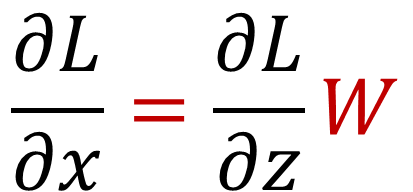 ∂L/∂x = ∂L/∂z W